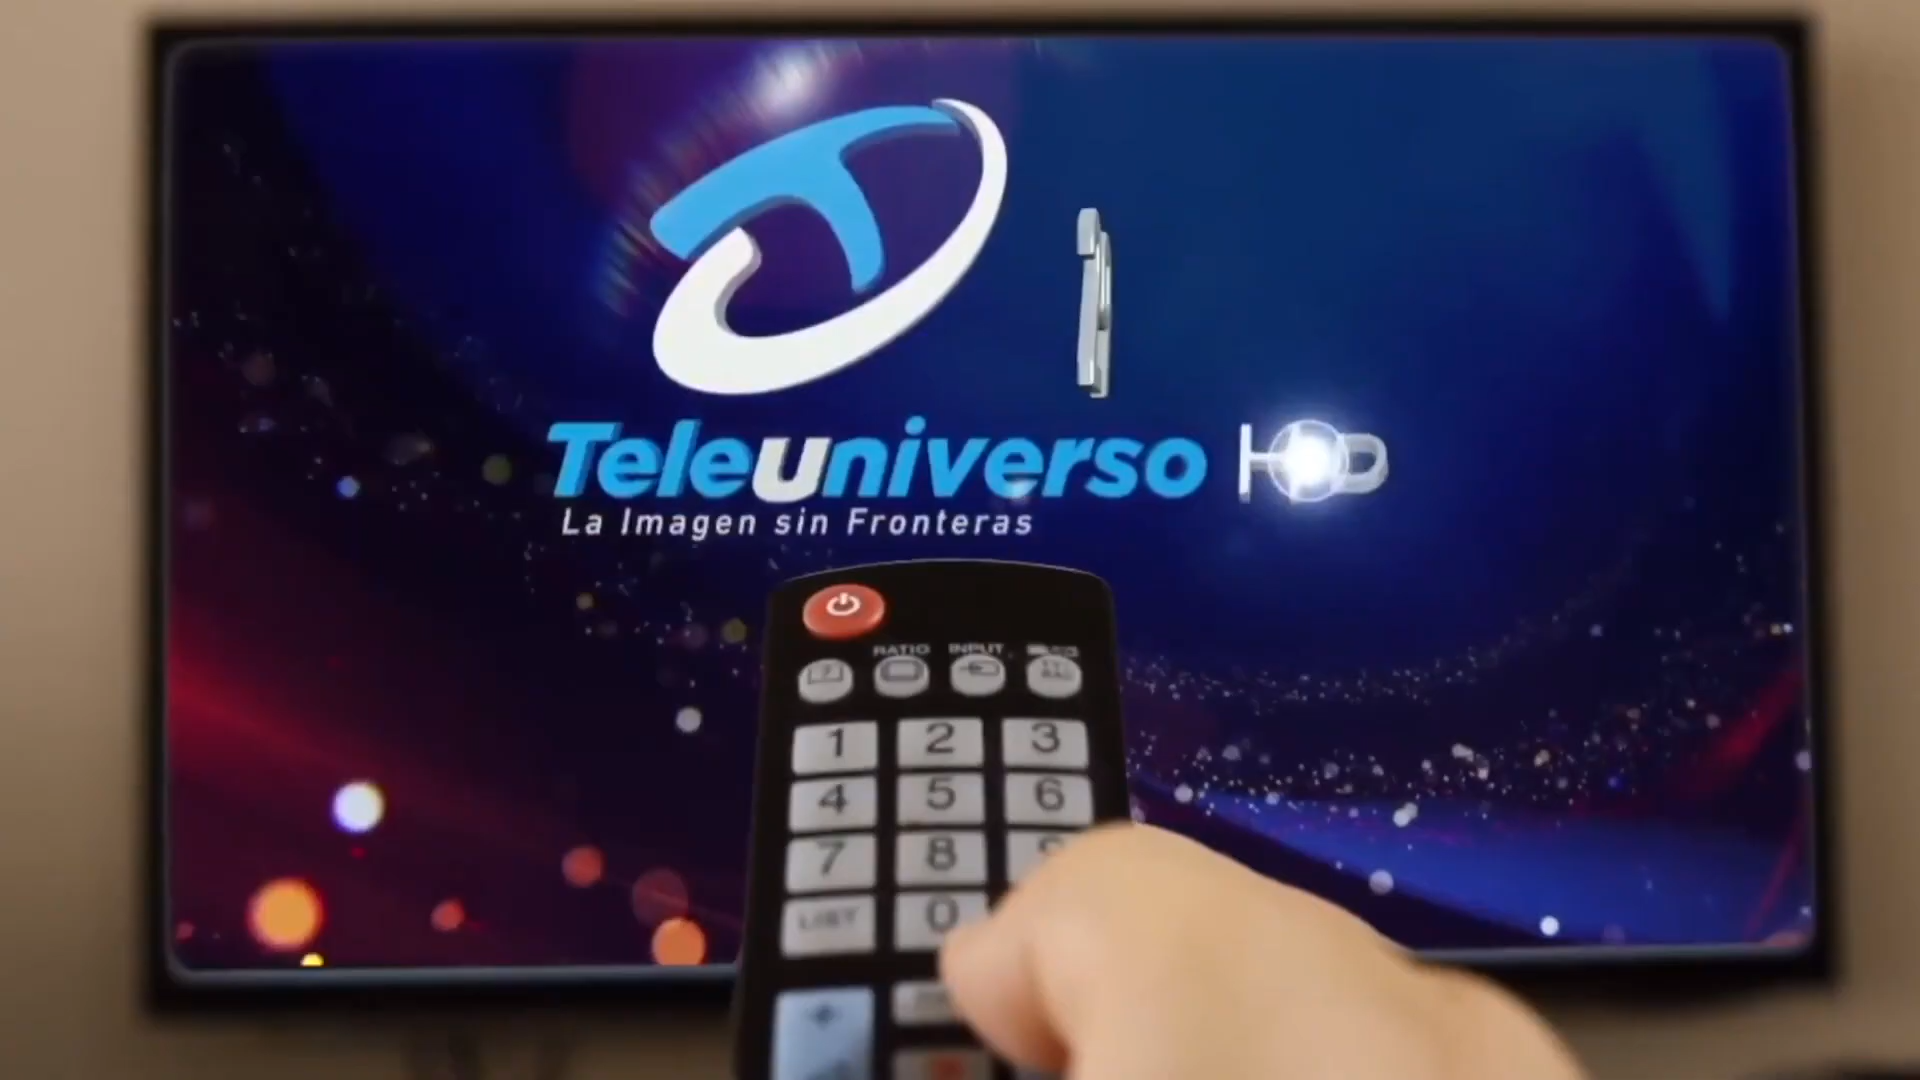 Teleuniverso HD
La Imagen sin Fronteras
RATIO INPUT
1 2 3
4 5 6
7 8
LIST 0